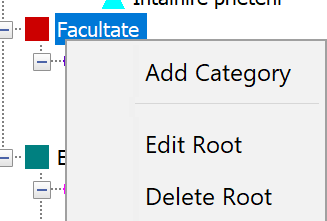 Intalnire prieteni
Facultate
Add Category
Edit Root
Delete Root